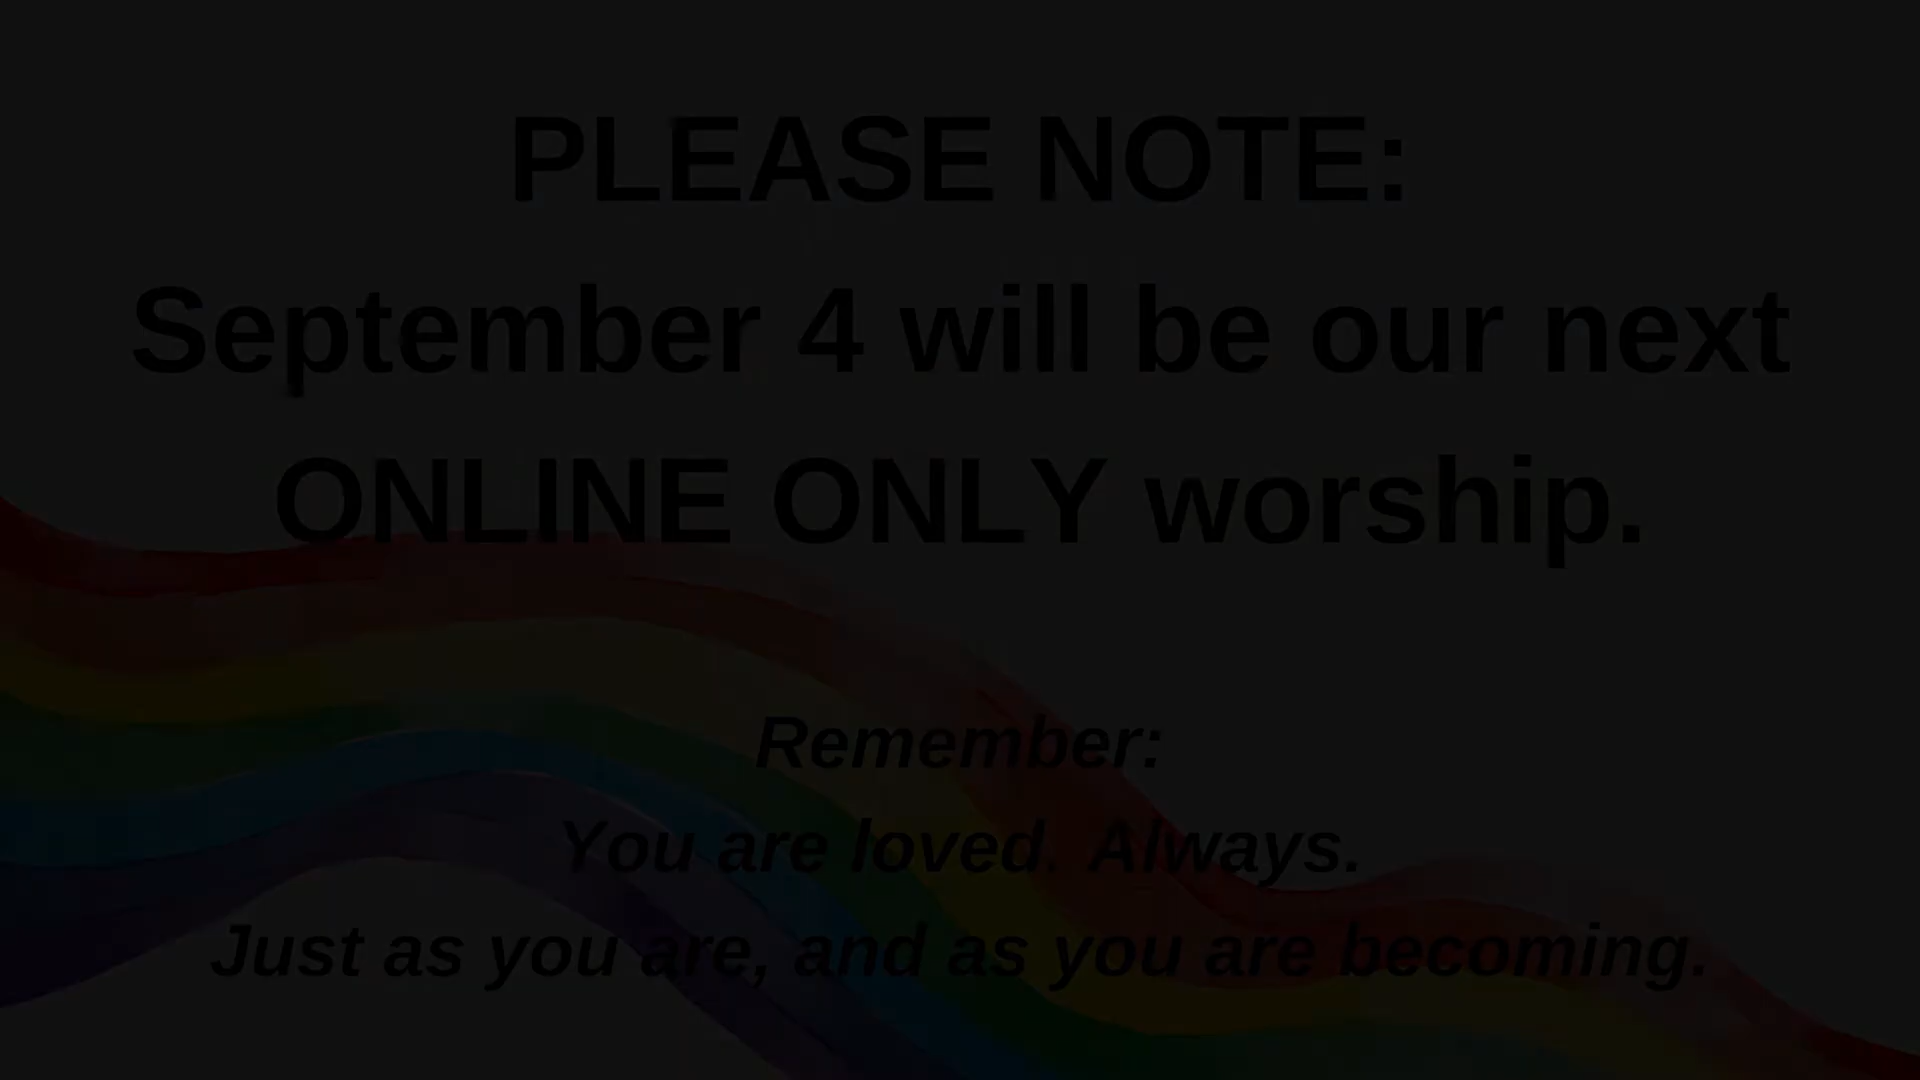 PLEASE NOTE:
September 4 will be our next
ONLINE ONLY worship.
Remember:
You are loved. Always.
Just as you are, and as you are becoming.